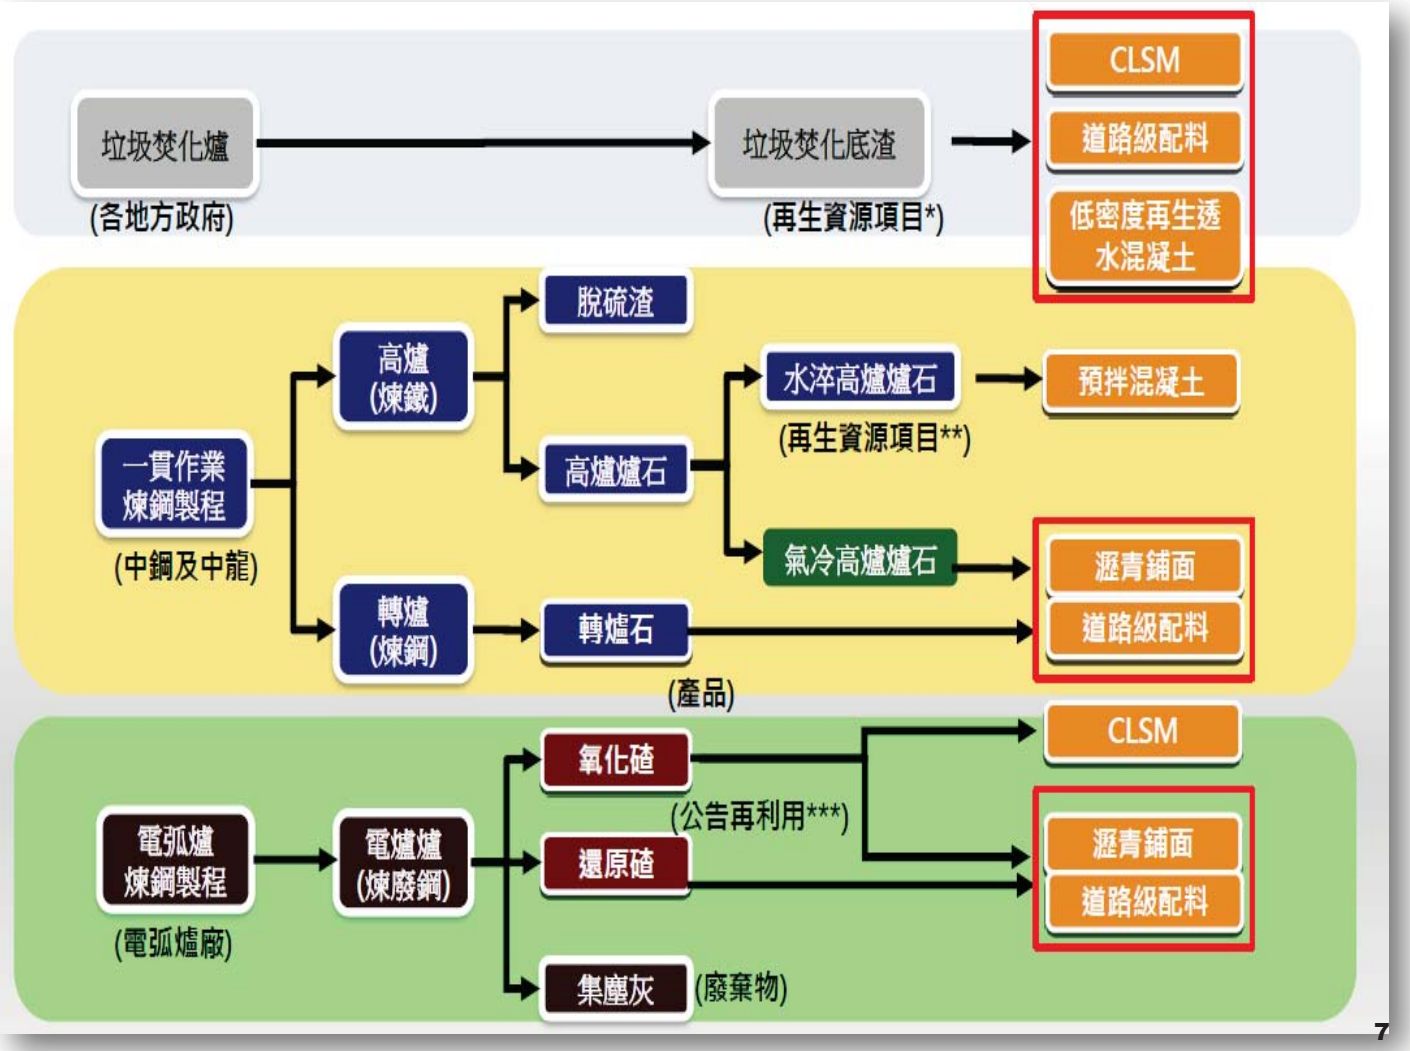 CLSM
垃圾焚化爐
垃圾焚化底渣
道路級配料
(各地方政府)
(再生資源項目*)
低密度再生透
水混凝土
脫硫渣
高爐
(煉鐵)
水淬高爐爐石
預拌混凝土
(再生資源項目**)
一貫作業
煉鋼製程
高爐爐石
(中鋼及中龍)
氣冷高爐爐石
瀝青鋪面
轉爐
(煉鋼)
轉爐石
道路級配料
(產品)
CLSM
氧化碴
(公告再利用***)
電弧爐
煉鋼製程
電爐爐
(煉廢鋼)
還原碴
瀝青鋪面
道路級配料
(電弧爐廠)
集塵灰
(廢棄物)
7